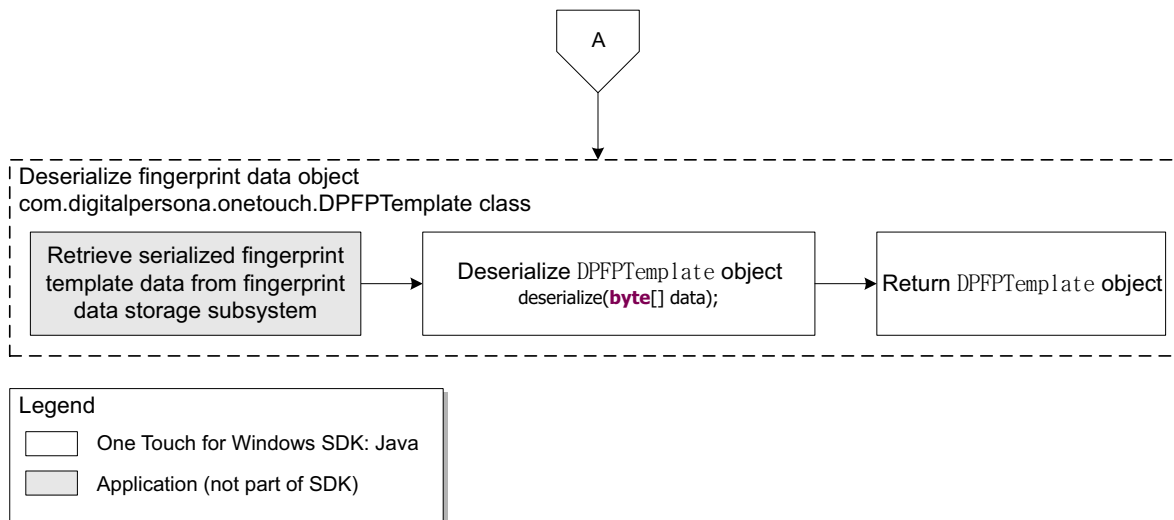 A
Deserialize fingerprint data object
com.digitalpersona.onetouch.DPFPTemplate class
Retrieve serialized fingerprint
template data from fingerprint
data storage subsystem
Deserialize DPFPTemplate object
deserialize(byte[] data);
Return DPFPTemplate object
Legend
One Touch for Windows SDK: Java
Application (not part of SDK)